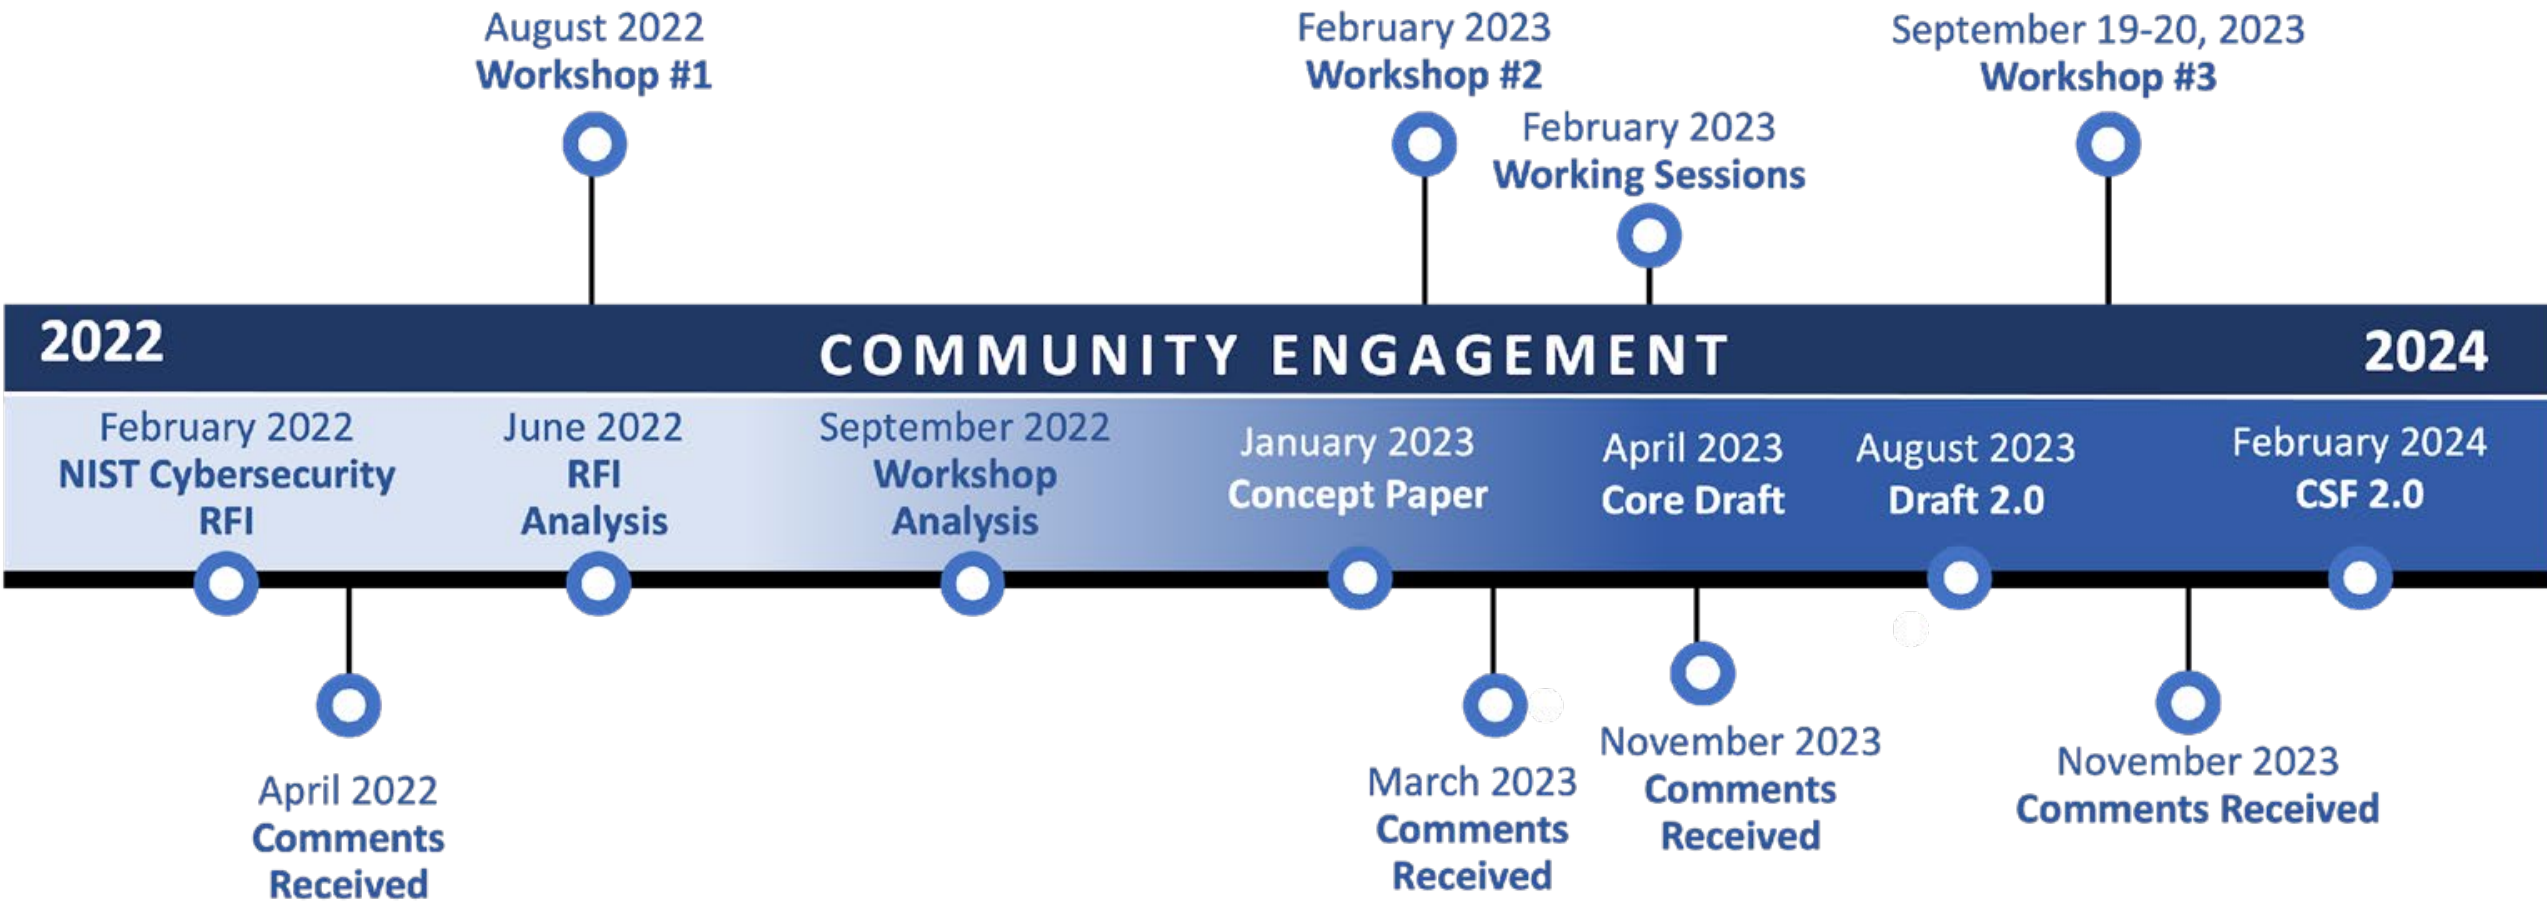 August 2022
Workshop #1
February 2023
Workshop #2
February 2023
Working Sessions
September 19-20, 2023
Workshop #3
2022
COMMUNITY ENGAGEMENT
2024
February 2022
NIST Cybersecurity
RFI
June 2022
RFI
Analysis
September 2022
Workshop
Analysis
January 2023
Concept Paper
April 2023
Core Draft
August 2023
Draft 2.0
February 2024
CSF 2.0
April 2022
Comments
Received
March 2023
Comments
Received
November 2023
Comments
Received
November 2023
Comments Received